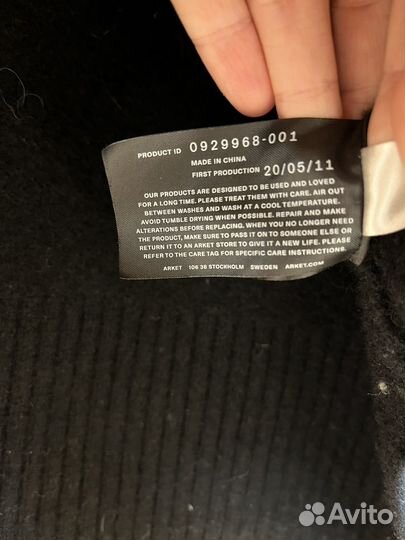 PRODUCT ID 0929968-001
MADE IN CHINA
FIRST PRODUCTION 20/05/11
OUR PRODUCTS ARE DESIGNED TO BE USED AND LOVED
FOR A LONG TIME. PLEASE TREAT THEM WITH CARE. AIR OUT
BETWEEN WASHES AND WASH AT A COOL TEMPERATURE.
AVOID TUMBLE DRYING WHEN POSSIBLE. REPAIR AND MAKE
ALTERATIONS BEFORE REPLACING. WHEN YOU NO LONGER NEED
THE PRODUCT, MAKE SURE TO PASS IT ON TO SOMEONE ELSE OR
RETURN IT TO AN ARKET STORE TO GIVE IT A NEW LIFE. PLEASE
REFER TO THE CARE TAG FOR SPECIFIC CARE INSTRUCTIONS.
ARKET 106 38 STOCKHOLM SWEDEN ARKET.COM
Avito